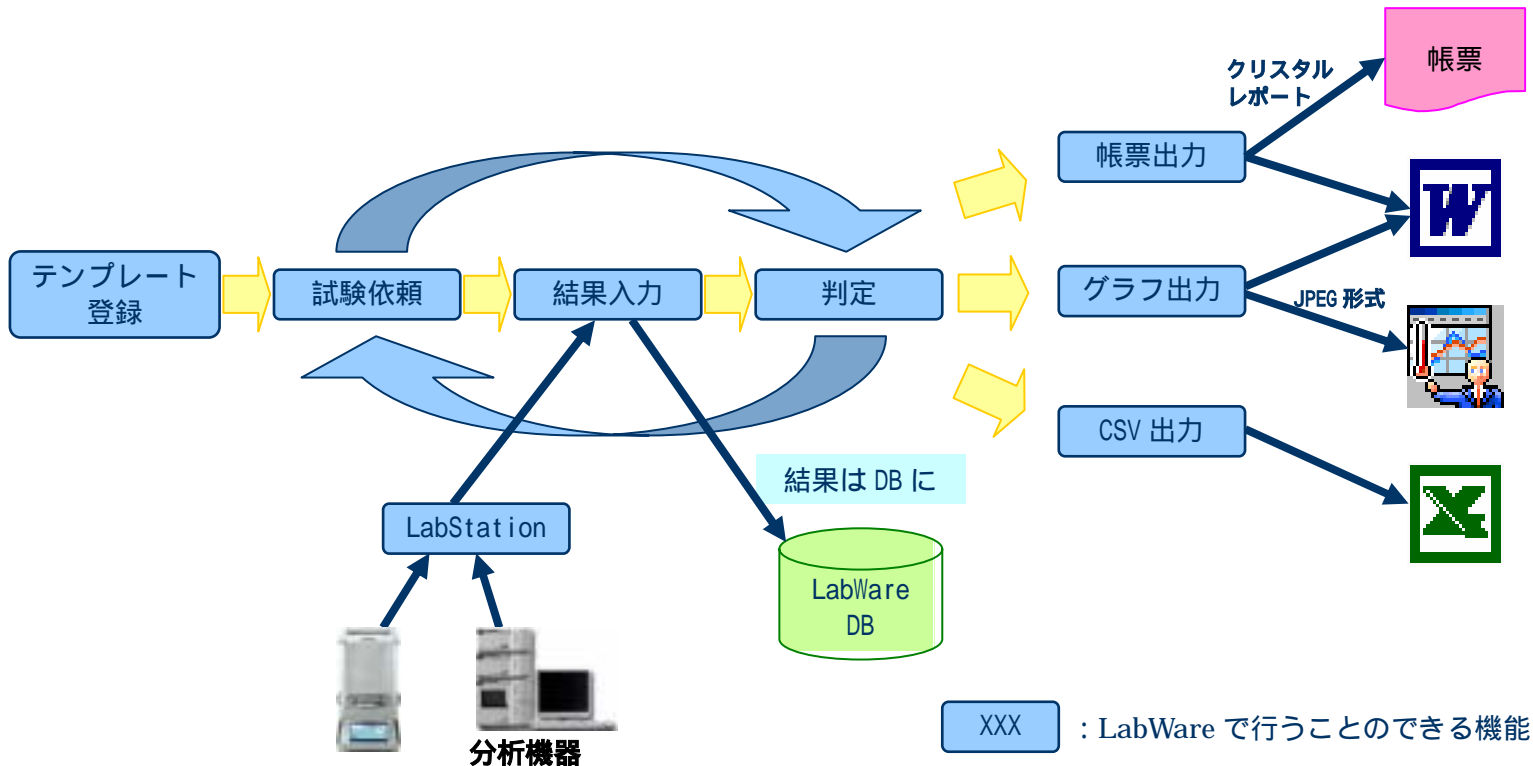 クリスタル
レポート
帳票
帳票出力
W
テンプレート
登録
試験依頼
結果入力
判定
グラフ出力
JPEG 形式
CSV 出力
結果は DB に
LabStation
LabWare
DB
分析機器
XXX :LabWare で行うことのできる機能